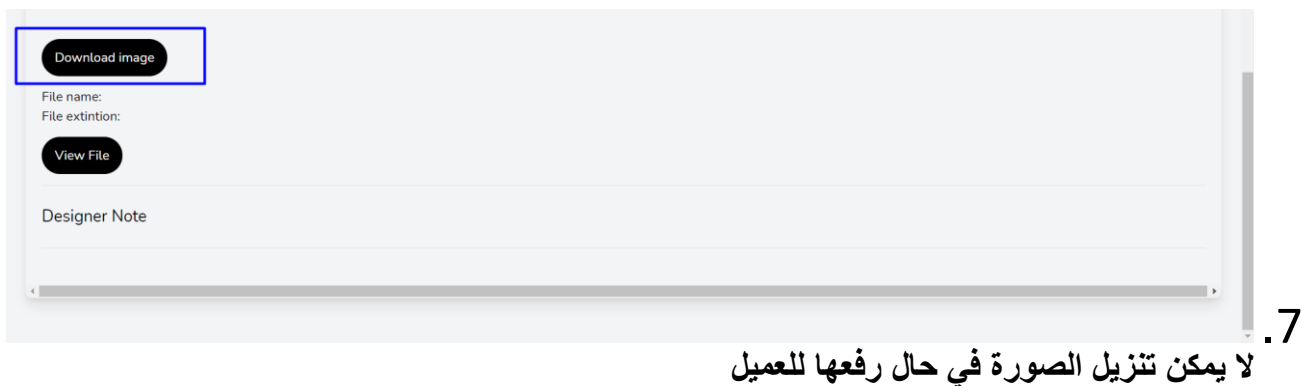 Download image
File name:
File extintion:
View File
Designer Note
.7
لا يمكن تنزيل الصورة في حال رفعها للعميل